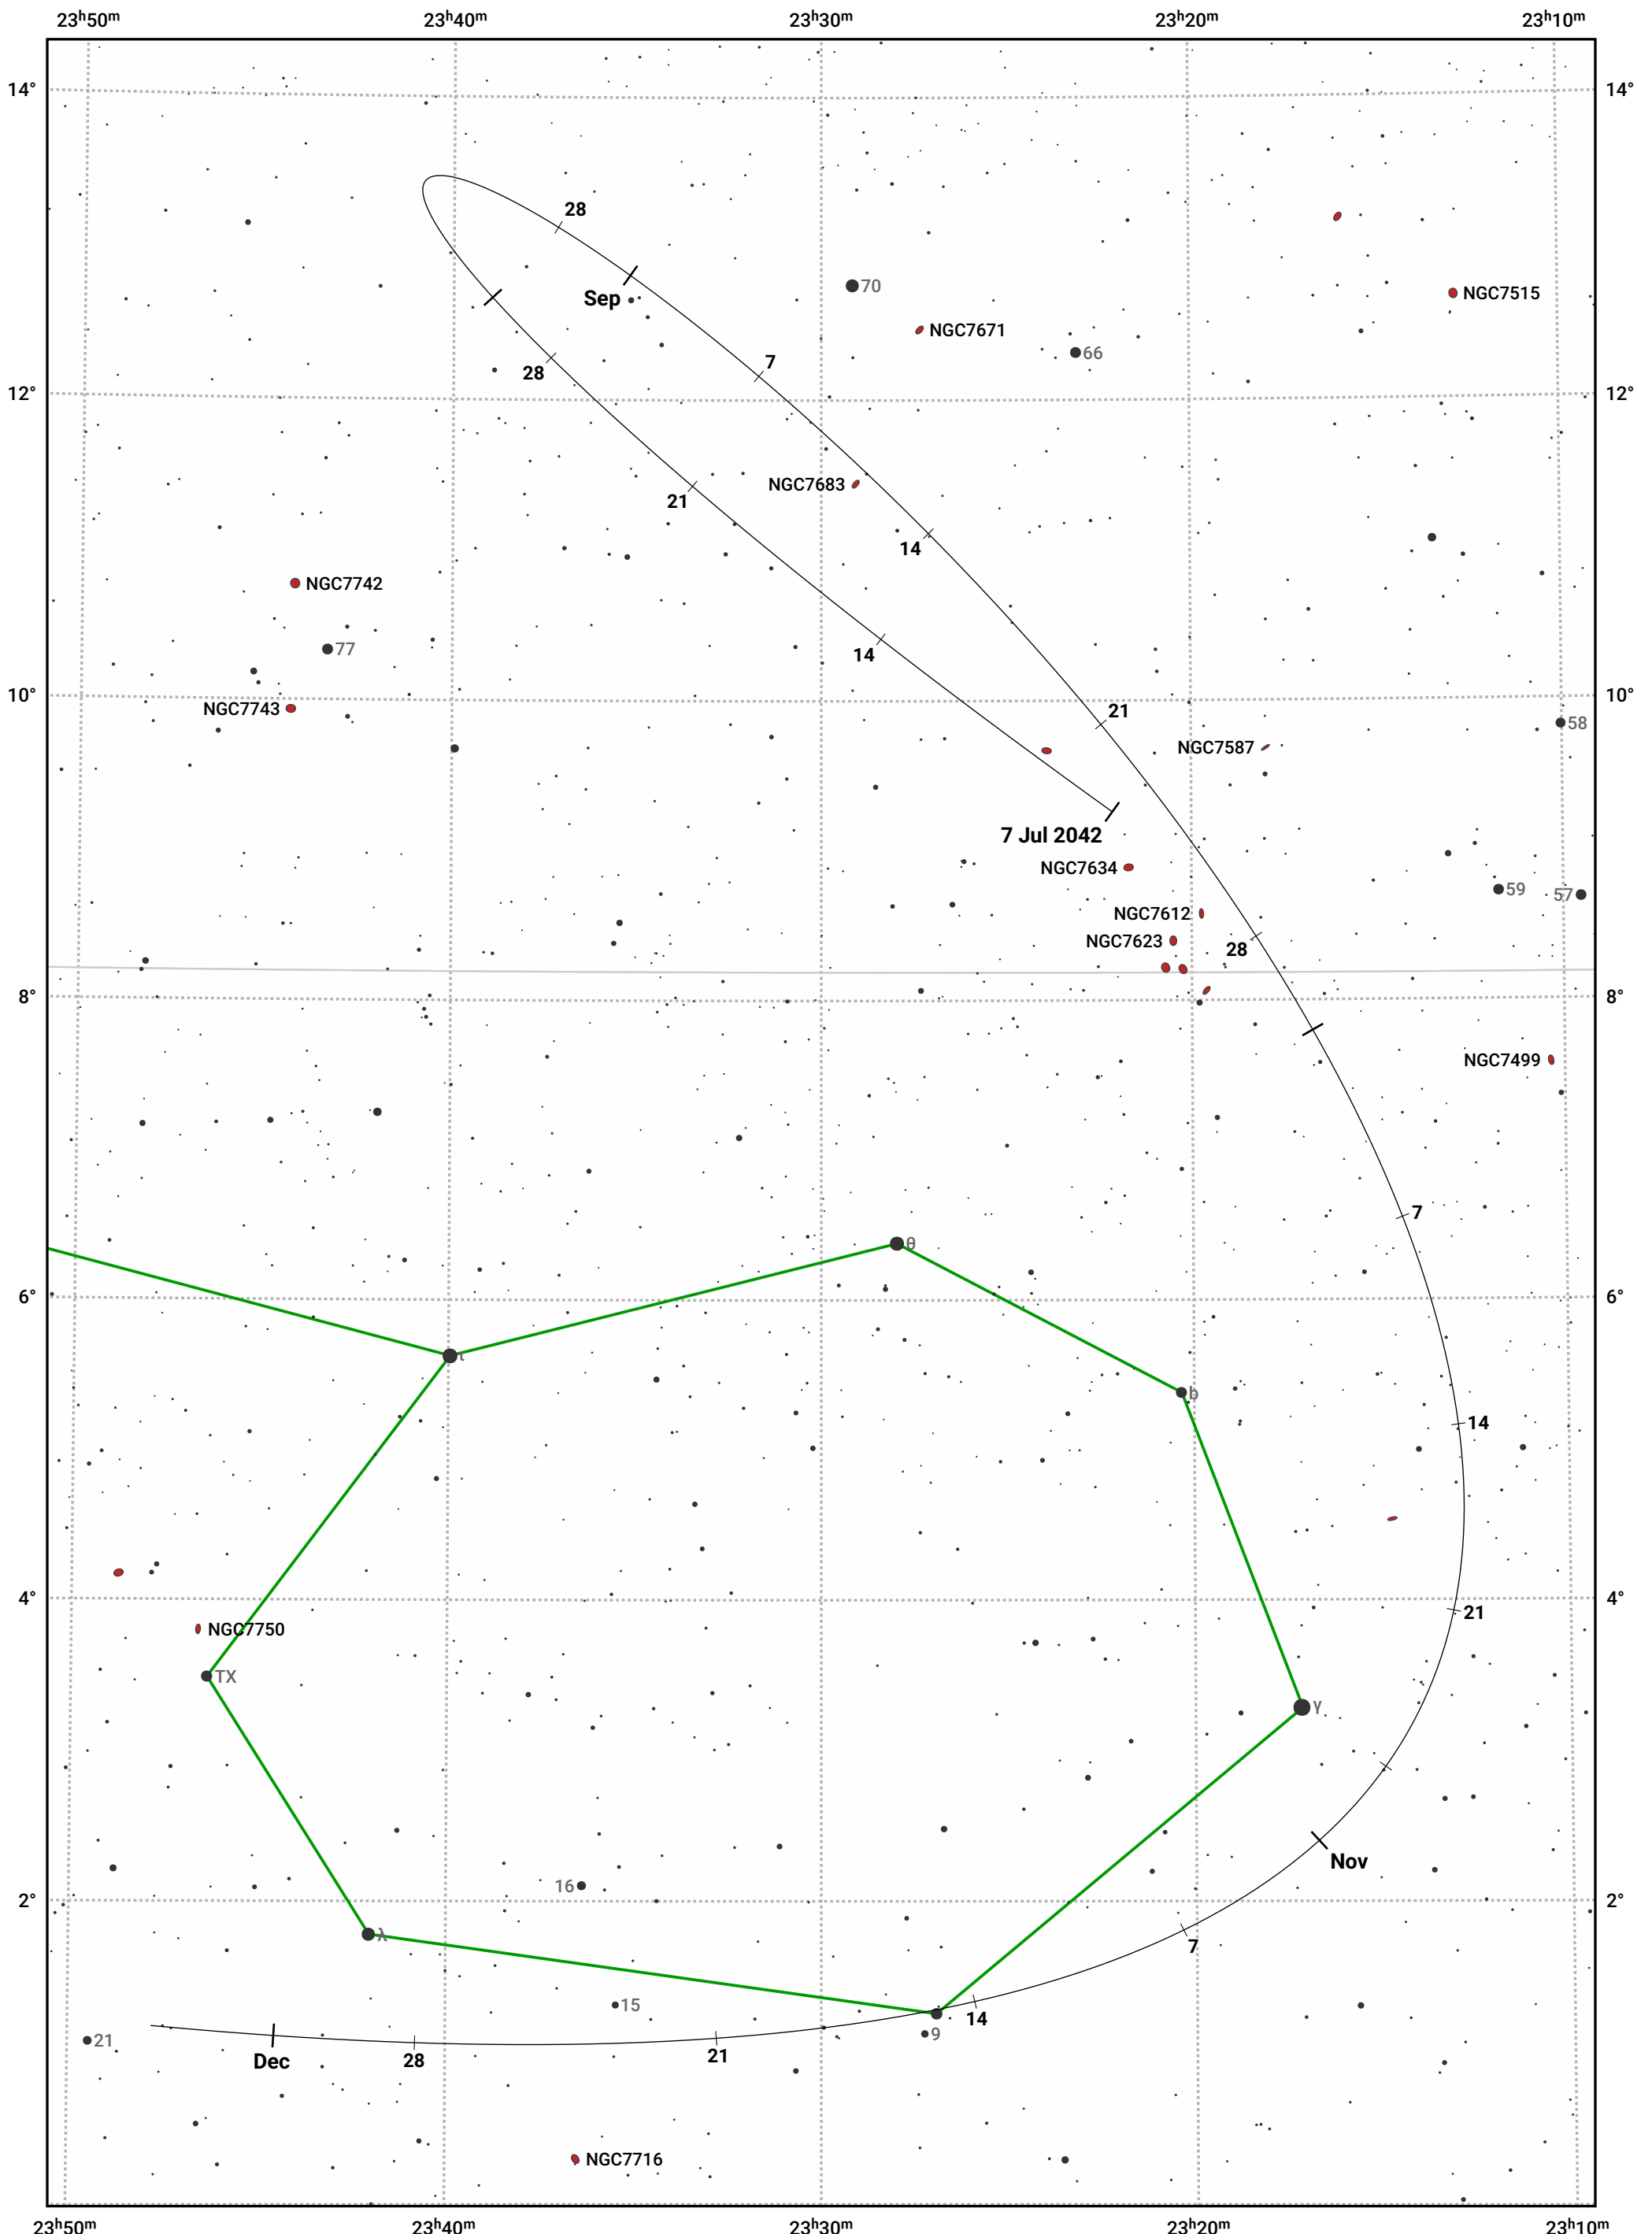 23ʰ50ᵐ 23ʰ40ᵐ 23ʰ30ᵐ 23ʰ20ᵐ 23ʰ10ᵐ
14° 14°
28
70
NGC7515
Sep
NGC7671
66
7
28
12° 12°
NGC7683
21
14
NGC7742
77
14
10° 10°
NGC7743
21
58
NGC7587
7 Jul 2042
NGC7634
59
57
NGC7612
NGC7623
28
8° 8°
NGC7499
7
θ
6° 6°
ι
b
14
4° 4°
21
NGC7750
TX
γ
Nov
16
2° 2°
λ
7
15
14
9
21
Dec
28
21
NGC7716
23ʰ50ᵐ 23ʰ40ᵐ 23ʰ30ᵐ 23ʰ20ᵐ 23ʰ10ᵐ